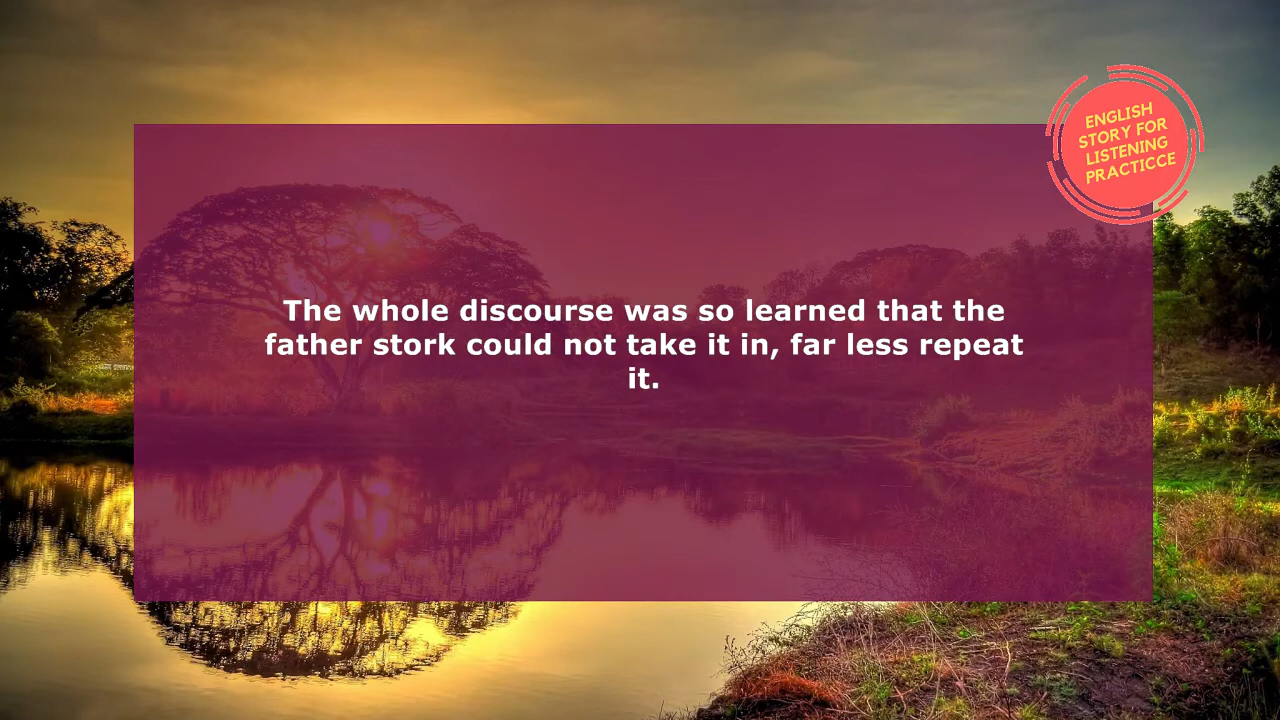 The whole discourse was so learned that the
father stork could not take it in, far less repeat
it.
ENGLISH
STORY FOR
LISTENING
PRACTICCE